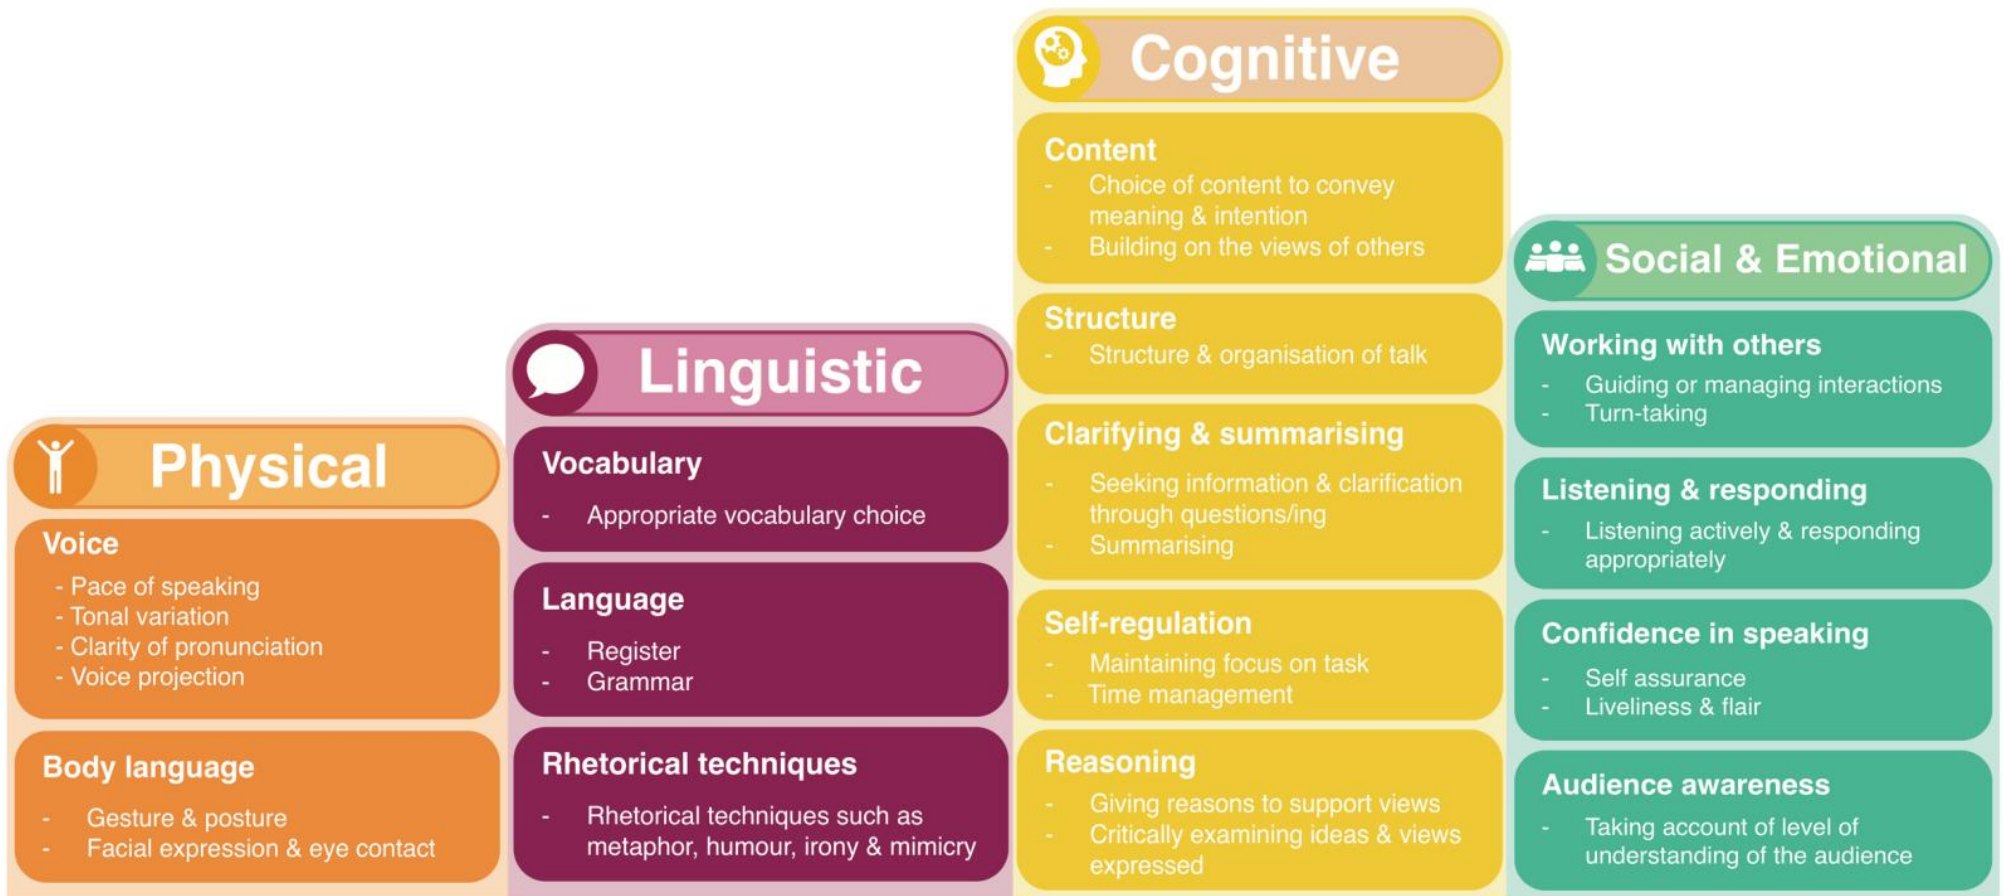 Physical
Voice
- Pace of speaking
- Tonal variation
- Clarity of pronunciation
- Voice projection
Body language
- Gesture & posture
- Facial expression & eye contact
Linguistic
Vocabulary
- Appropriate vocabulary choice
Language
- Register
- Grammar
Rhetorical techniques
- Rhetorical techniques such as
metaphor, humour, irony & mimicry
Cognitive
Content
- Choice of content to convey
meaning & intention
- Building on the views of others
Structure
- Structure & organisation of talk
Clarifying & summarising
- Seeking information & clarification
through questions/ing
- Summarising
Self-regulation
- Maintaining focus on task
- Time management
Reasoning
- Giving reasons to support views
- Critically examining ideas & views
expressed
Social & Emotional
Working with others
- Guiding or managing interactions
- Turn-taking
Listening & responding
- Listening actively & responding
appropriately
Confidence in speaking
- Self assurance
- Liveliness & flair
Audience awareness
- Taking account of level of
understanding of the audience